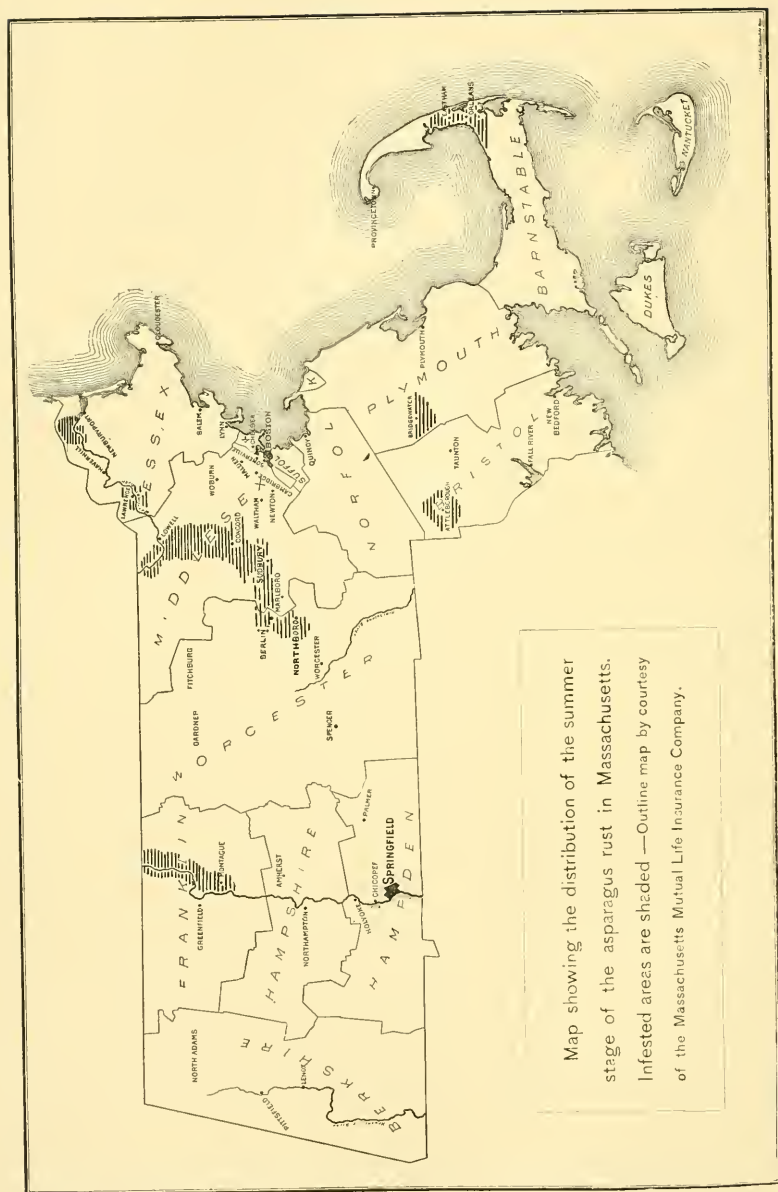 Map showing the distribution of the summer
stage of the asparagus rust in Massachusetts.
Infested areas are shaded —Outline map by courtesy
of the Massachusetts Mutual Life Insurance Company.
BERKSHIRE
NORTH ADAMS
PITTSFIELD
LENOX
FRANKLIN
GREENFIELD
MONTAGUE
HAMPSHIRE
AMHERST
NORTHAMPTON
HAMPDEN
HOLYOKE
CHICOPEE
SPRINGFIELD
PALMER
WORCESTER
GARDNER
FITCHBURG
SPENCER
WORCESTER
NORTHBORO
BERLIN
MIDDLESEX
LOWELL
CONCORD
SUDBURY
MARLBORO
WOBURN
WALTHAM
NEWTON
MALDEN
SOMERVILLE
CAMBRIDGE
ESSEX
LAWRENCE
HAVERHILL
NEWBURYPORT
GLOUCESTER
SALEM
LYNN
SUFFOLK
CHELSEA
BOSTON
QUINCY
NORFOLK
K
PLYMOUTH
BRIDGEWATER
PLYMOUTH
BRISTOL
ATTLEBOROUGH
TAUNTON
FALL RIVER
NEW
BEDFORD
BARNSTABLE
PROVINCETOWN
EASTHAM
ORLEANS
DUKES
NANTUCKET